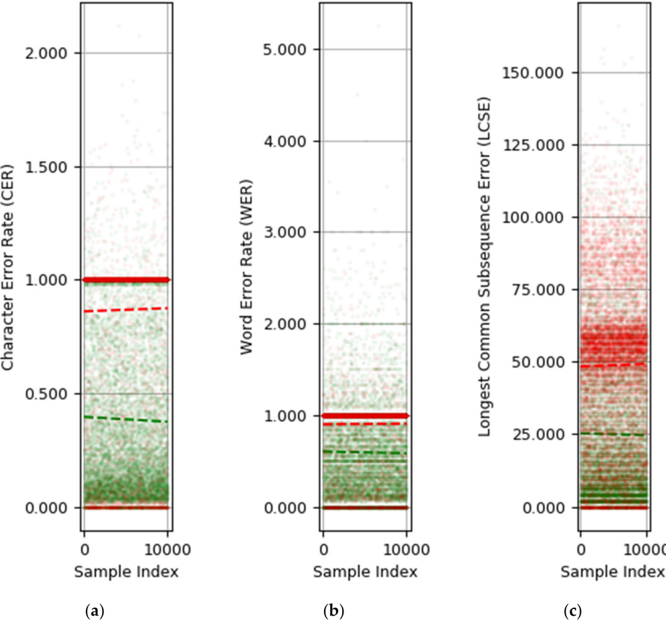 Character Error Rate (CER)
2.000
1.500
1.000
0.500
0.000
0
10000
Sample Index
(a)
Word Error Rate (WER)
5.000
4.000
3.000
2.000
1.000
0.000
0
10000
Sample Index
(b)
Longest Common Subsequence Error (LCSE)
150.000
125.000
100.000
75.000
50.000
25.000
0.000
0
10000
Sample Index
(c)